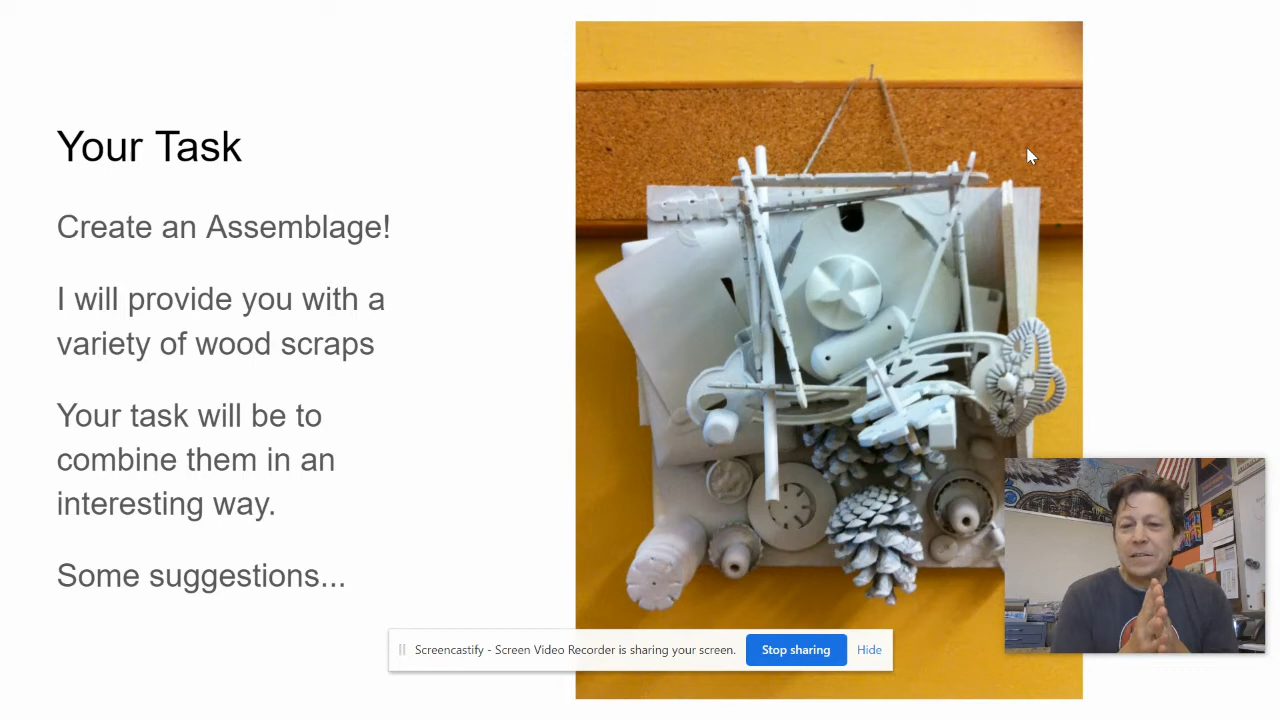 Your Task
Create an Assemblage!
I will provide you with a
variety of wood scraps
Your task will be to
combine them in an
interesting way.
Some suggestions...
Screencastify - Screen Video Recorder is sharing your screen.
Stop sharing
Hide